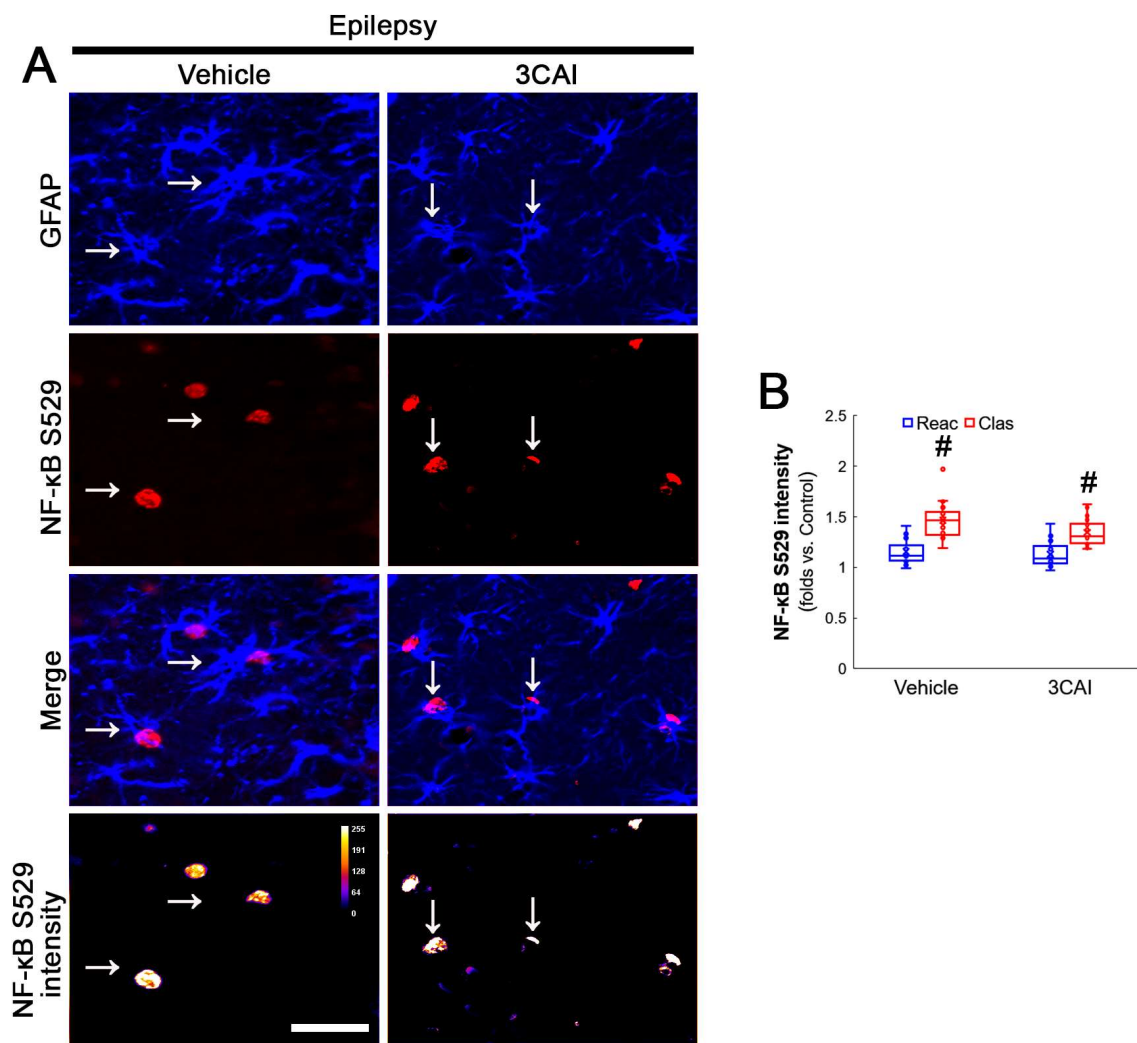 Epilepsy
A
Vehicle
3CAI
GFAP
NF-κB S529
Merge
NF-κB S529
intensity
255
191
128
64
0
B
NF-κB S529 intensity
(folds vs. Control)
2.5
2
1.5
1
0.5
0
Reac
Clas
#
#
Vehicle
3CAI